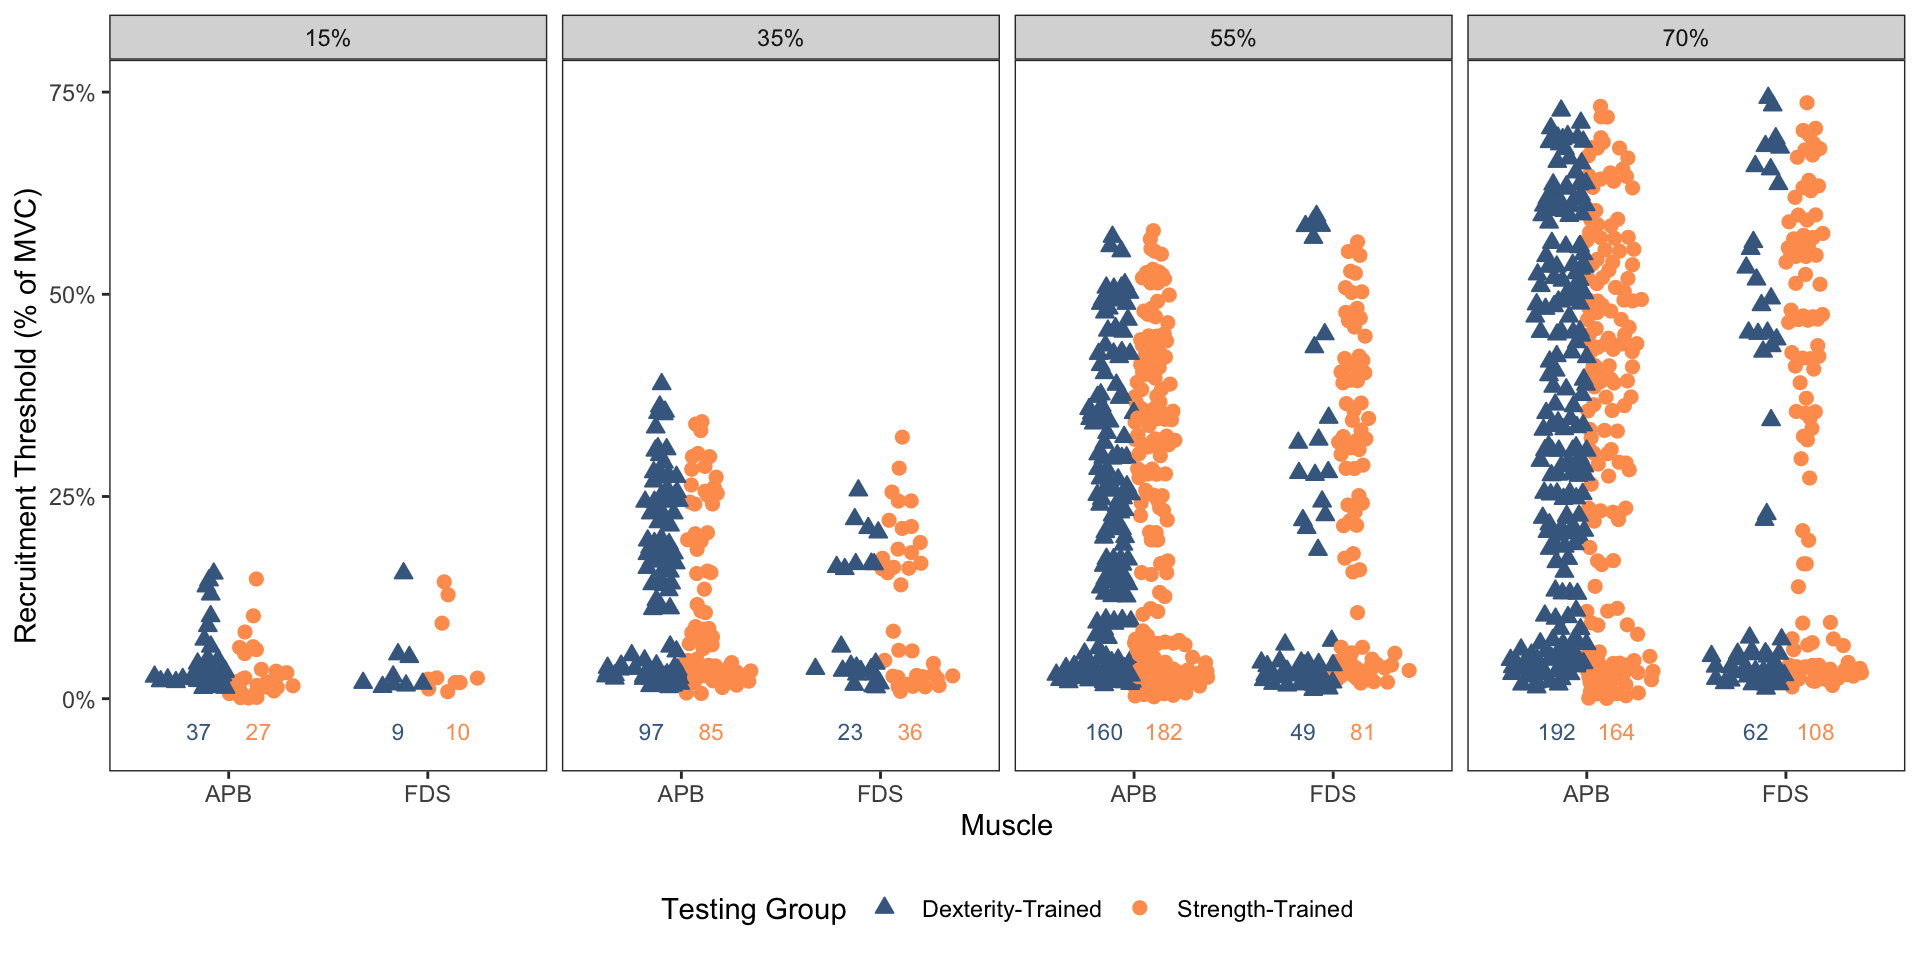 15% 35% 55% 70%
75%
50%
25%
0%
Recruitment Threshold (% of MVC)
37 27 9 10 97 85 23 36 160 182 49 81 192 164 62 108
APB FDS APB FDS APB FDS APB FDS
Muscle
Testing Group Dexterity-Trained Strength-Trained